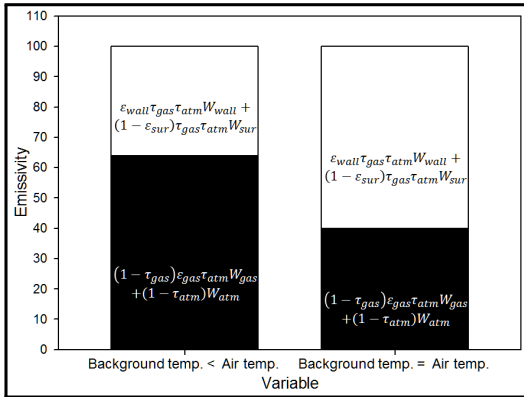 110
100
90
80
70
60
50
40
30
20
10
0
Emissivity
ε_wall τ_gas τ_atm W_wall +
(1 − ε_sur)τ_gas τ_atm W_sur
(1 − τ_gas)ε_gas τ_atm W_gas
+(1 − τ_atm)W_atm
ε_wall τ_gas τ_atm W_wall +
(1 − ε_sur)τ_gas τ_atm W_sur
(1 − τ_gas)ε_gas τ_atm W_gas
+(1 − τ_atm)W_atm
Background temp. < Air temp.
Background temp. = Air temp.
Variable